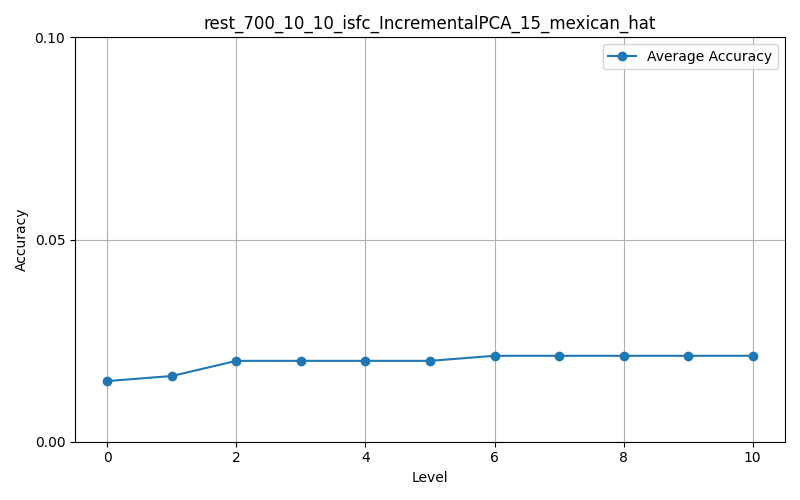 rest_700_10_10_isfc_IncrementalPCA_15_mexican_hat
Average Accuracy
0.10
0.05
0.00
Accuracy
0 2 4 6 8 10
Level